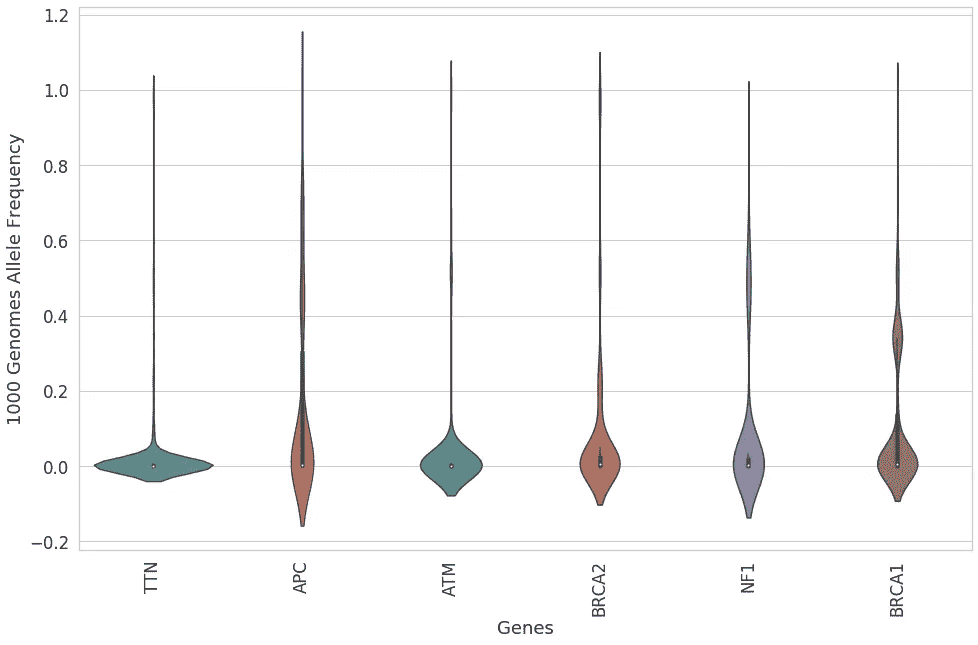 1000 Genomes Allele Frequency
1.2
1.0
0.8
0.6
0.4
0.2
0.0
−0.2
TTN
APC
ATM
BRCA2
NF1
BRCA1
Genes